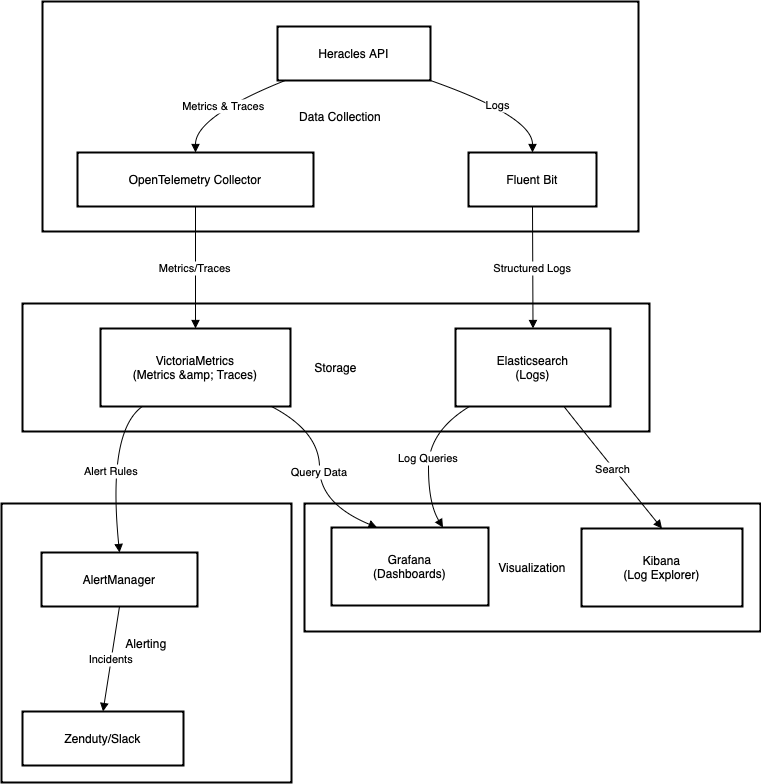 Heracles API
Metrics & Traces
Logs
Data Collection
OpenTelemetry Collector
Fluent Bit
Metrics/Traces
Structured Logs
VictoriaMetrics
(Metrics &amp; Traces)
Storage
Elasticsearch
(Logs)
Alert Rules
Query Data
Log Queries
Search
Grafana
(Dashboards)
Visualization
Kibana
(Log Explorer)
AlertManager
Alerting
Incidents
Zenduty/Slack